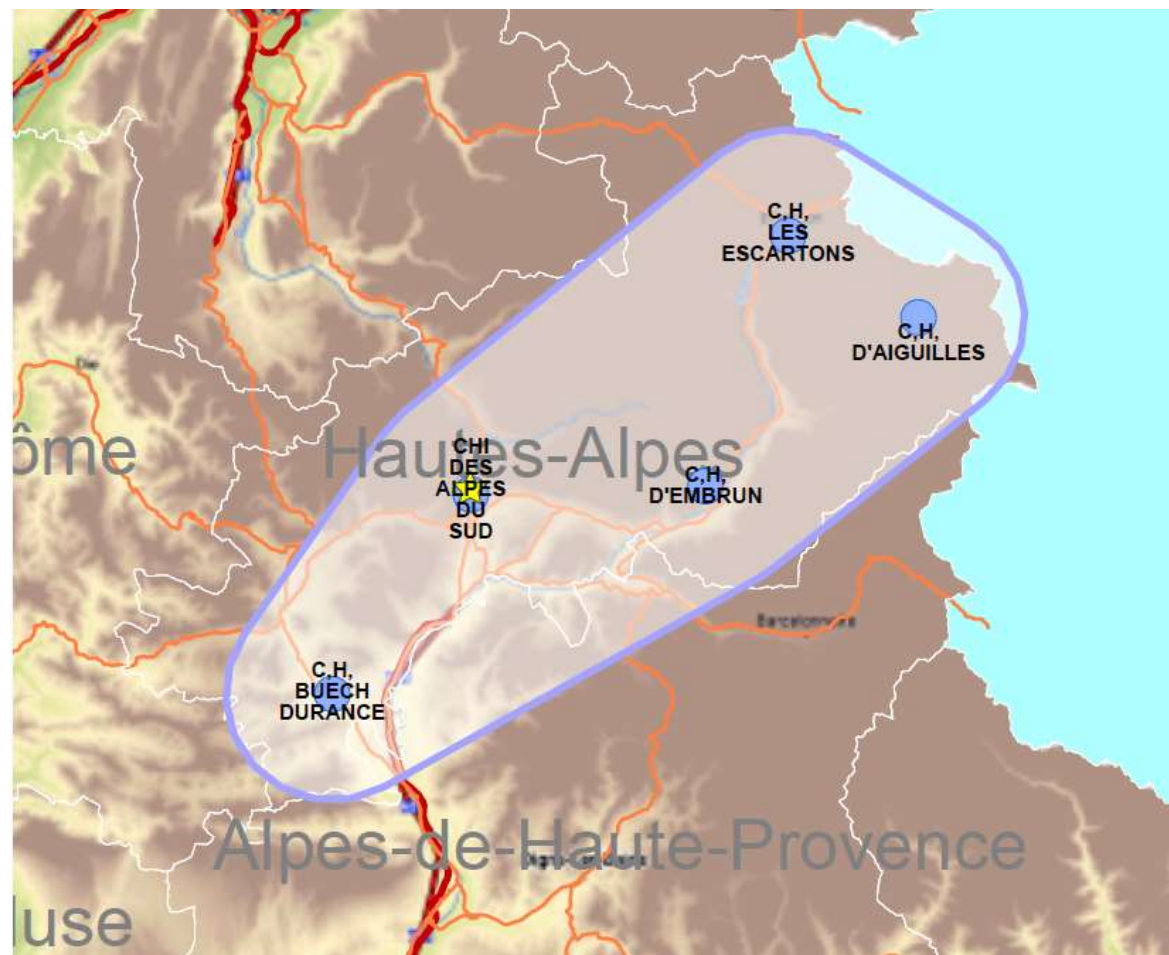 C,H,
LES
ESCARTONS
C,H,
D'AIGUILLES
Die
ôme
Hautes-Alpes
CHI
DES
ALPES
DU
SUD
C,H,
D'EMBRUN
C,H,
BUECH
DURANCE
Alpes-de-Haute-Provence
luse